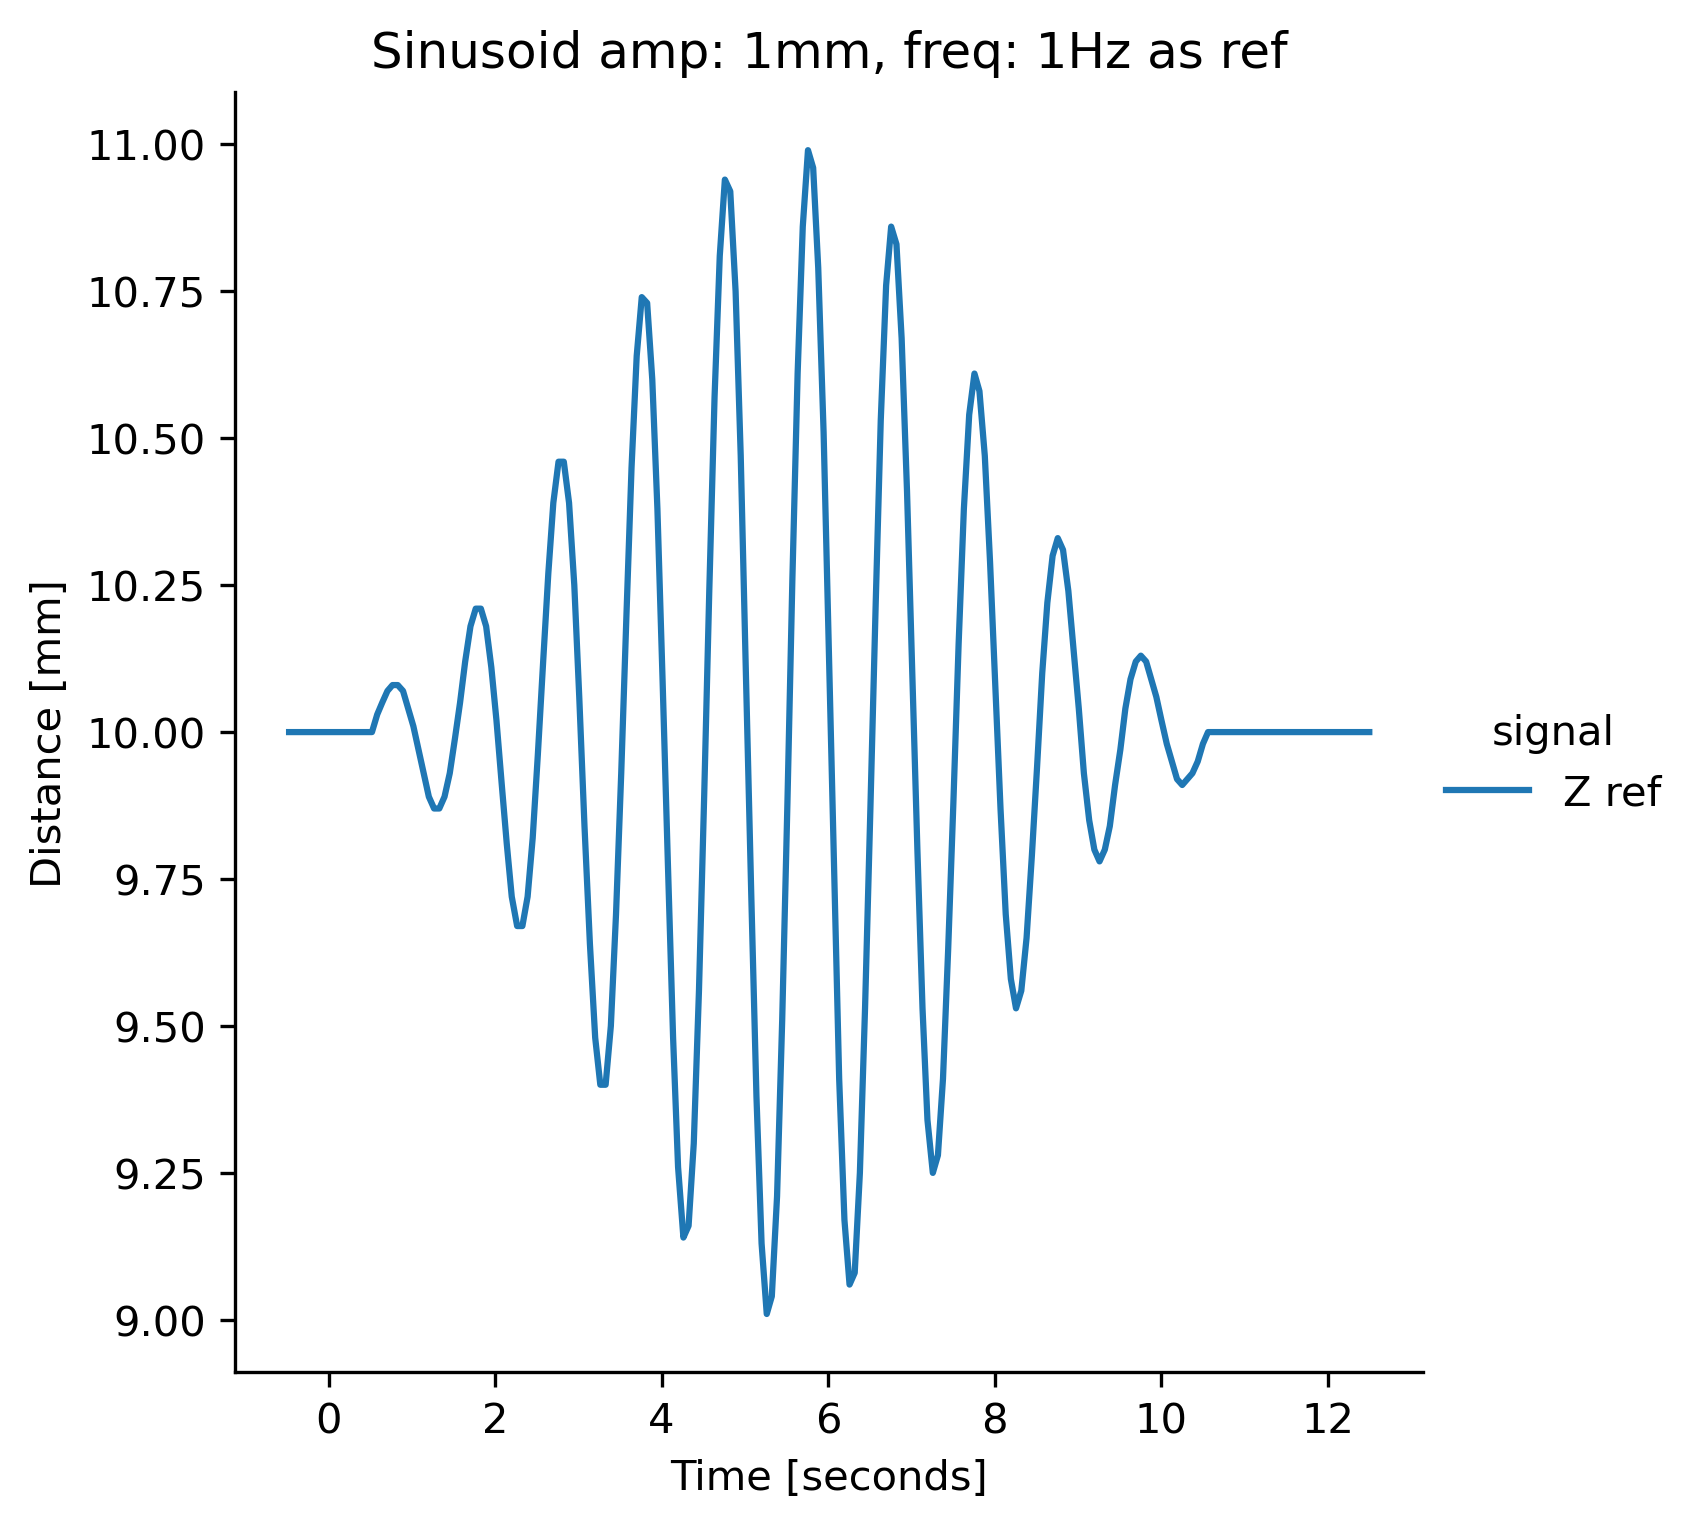 Sinusoid amp: 1mm, freq: 1Hz as ref
11.00
10.75
10.50
10.25
10.00
9.75
9.50
9.25
9.00
Distance [mm]
0 2 4 6 8 10 12
Time [seconds]
signal
Z ref